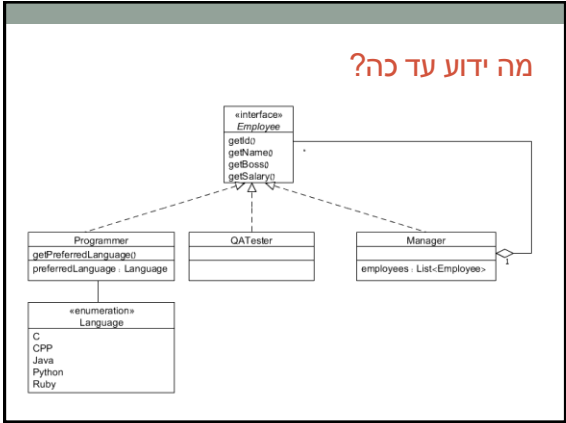 מה ידוע עד כה?
«interface»
Employee
getId()
getName()
getBoss()
getSalary()
*
Programmer
getPreferredLanguage()
preferredLanguage : Language
QATester
Manager
employees : List<Employee>
1
«enumeration»
Language
C
CPP
Java
Python
Ruby